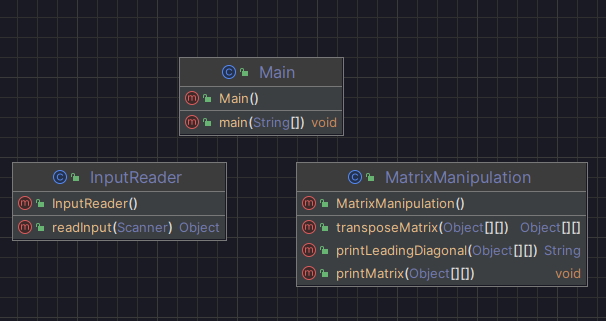 Main
Main()
main(String[]) void
InputReader
InputReader()
readInput(Scanner) Object
MatrixManipulation
MatrixManipulation()
transposeMatrix(Object[][]) Object[][]
printLeadingDiagonal(Object[][]) String
printMatrix(Object[][]) void